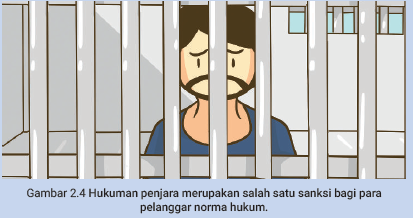 Gambar 2.4 Hukuman penjara merupakan salah satu sanksi bagi para
pelanggar norma hukum.